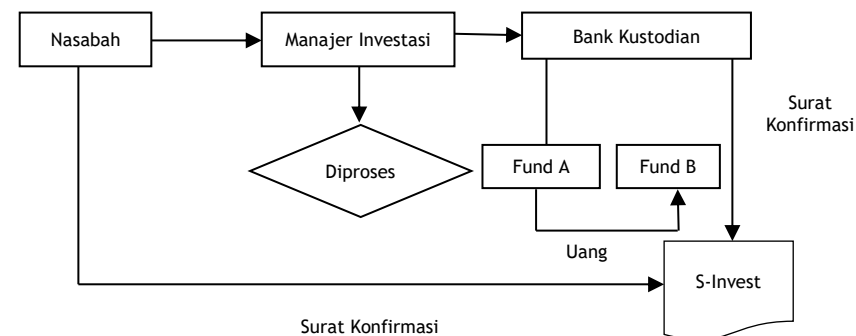 Nasabah
Manajer Investasi
Bank Kustodian
Surat
Konfirmasi
Diproses
Fund A
Fund B
Uang
S-Invest
Surat Konfirmasi